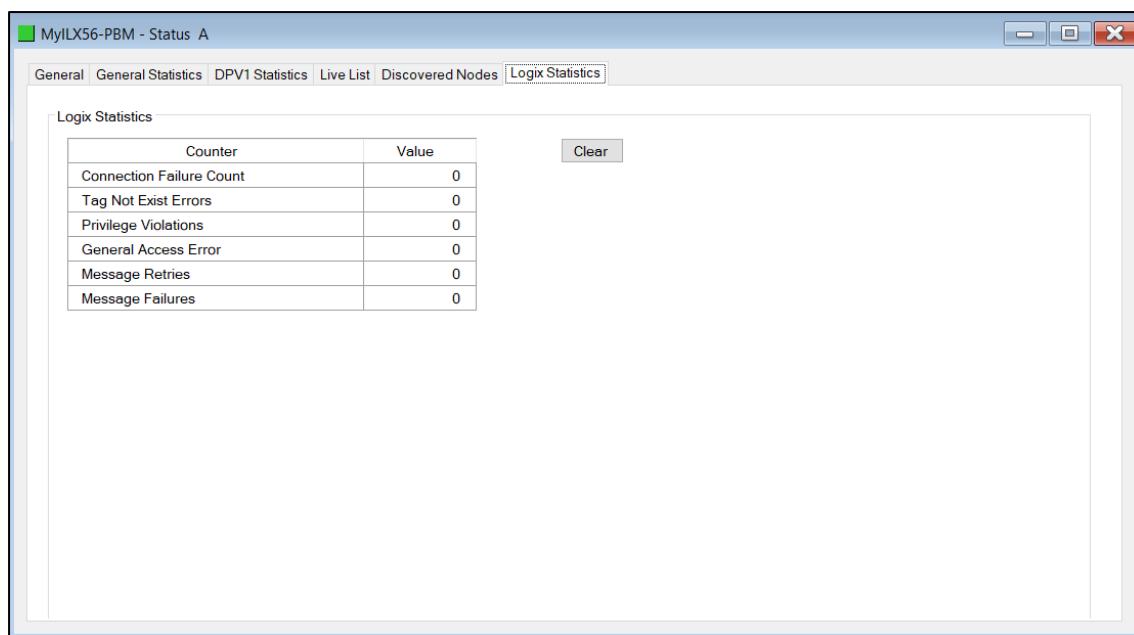 MyILX56-PBM - Status A
General General Statistics DPV1 Statistics Live List Discovered Nodes Logix Statistics
Logix Statistics
Counter Value Clear
Connection Failure Count 0
Tag Not Exist Errors 0
Privilege Violations 0
General Access Error 0
Message Retries 0
Message Failures 0